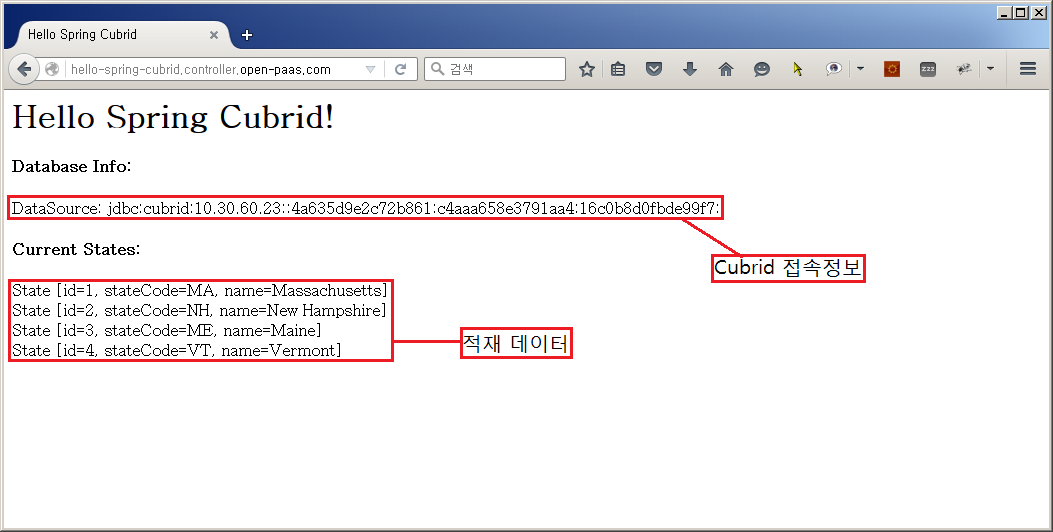 Hello Spring Cubrid
hello-spring-cubrid.controller.open-paas.com
검색
Hello Spring Cubrid!
Database Info:
DataSource: jdbc:cubrid:10.30.60.23::4a635d9e2c72b861:c4aaa658e3791aa4:16c0b8d0fbde99f7:
Current States:
Cubrid 접속정보
State [id=1, stateCode=MA, name=Massachusetts]
State [id=2, stateCode=NH, name=New Hampshire]
State [id=3, stateCode=ME, name=Maine]
적재 데이터
State [id=4, stateCode=VT, name=Vermont]